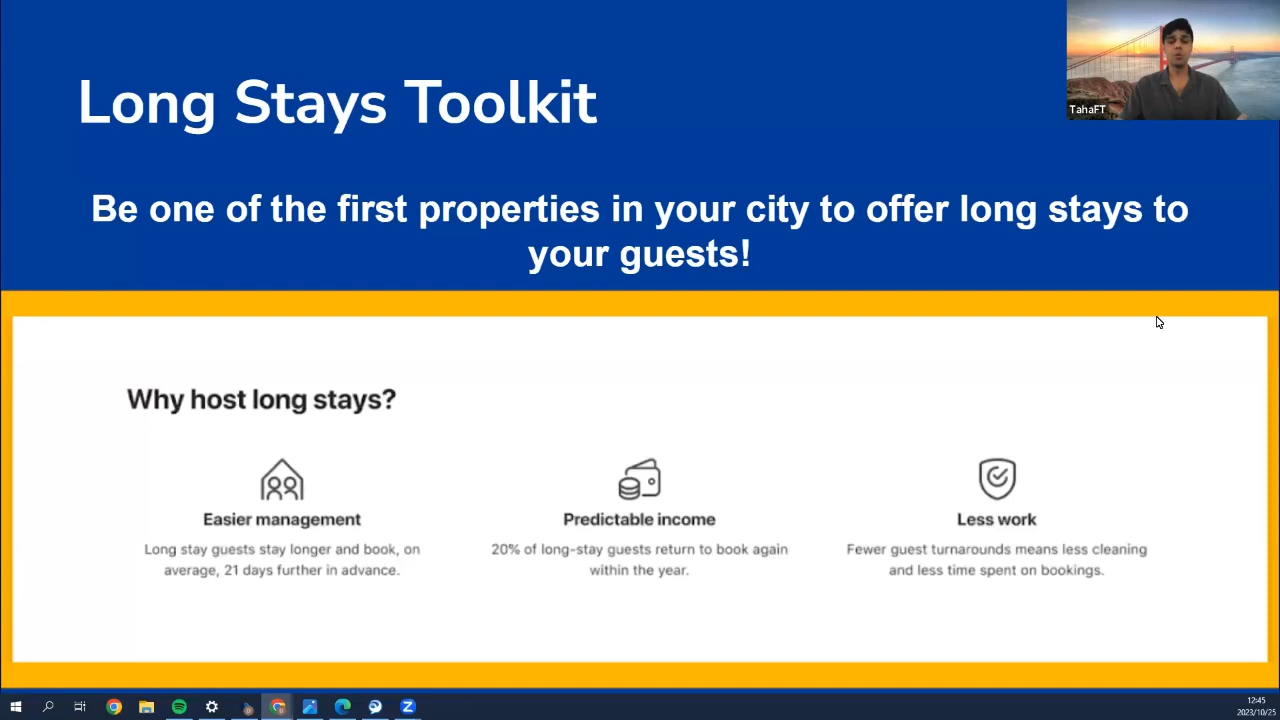 Long Stays Toolkit
TahaFT
Be one of the first properties in your city to offer long stays to
your guests!
Why host long stays?
Easier management
Long stay guests stay longer and book, on
average, 21 days further in advance.
Predictable income
20% of long-stay guests return to book again
within the year.
Less work
Fewer guest turnarounds means less cleaning
and less time spent on bookings.
12:45
2023/10/25